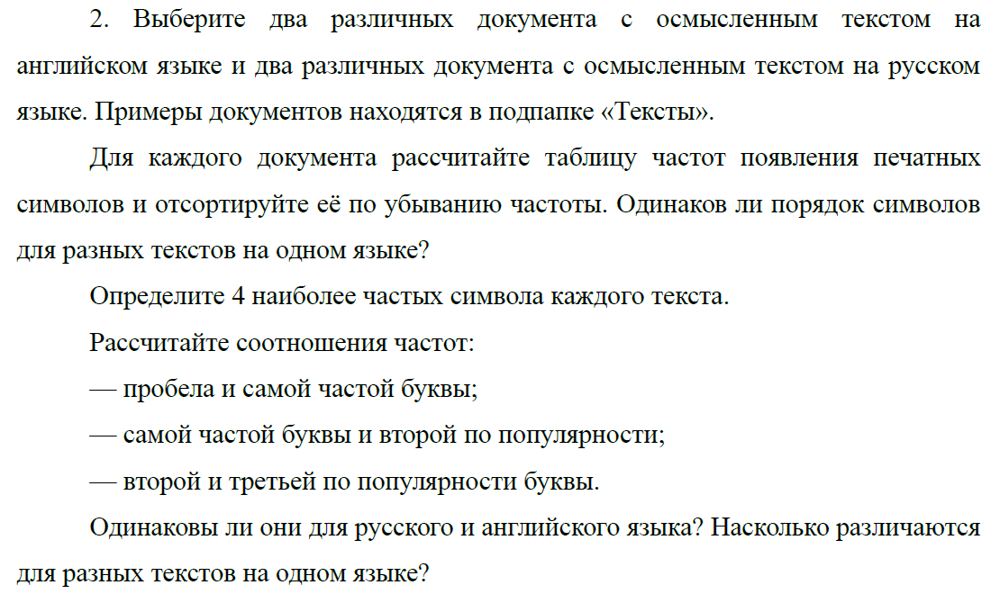 2. Выберите два различных документа с осмысленным текстом на
английском языке и два различных документа с осмысленным текстом на русском
языке. Примеры документов находятся в подпапке «Тексты».
Для каждого документа рассчитайте таблицу частот появления печатных
символов и отсортируйте её по убыванию частоты. Одинаков ли порядок символов
для разных текстов на одном языке?
Определите 4 наиболее частых символа каждого текста.
Рассчитайте соотношения частот:
— пробела и самой частой буквы;
— самой частой буквы и второй по популярности;
— второй и третьей по популярности буквы.
Одинаковы ли они для русского и английского языка? Насколько различаются
для разных текстов на одном языке?